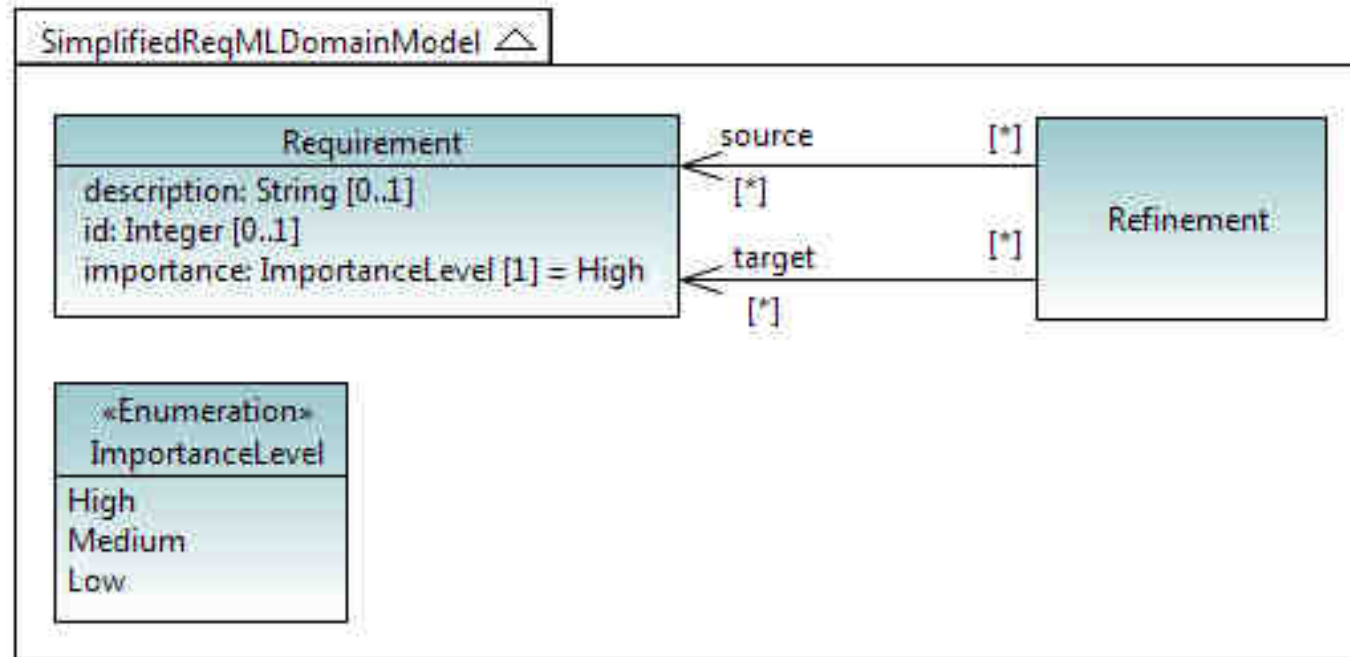 SimplifiedReqMLDomainModel
Requirement
description: String [0..1]
id: Integer [0..1]
importance: ImportanceLevel [1] = High
source
[*]
[*]
target
[*]
[*]
Refinement
«Enumeration»
ImportanceLevel
High
Medium
Low